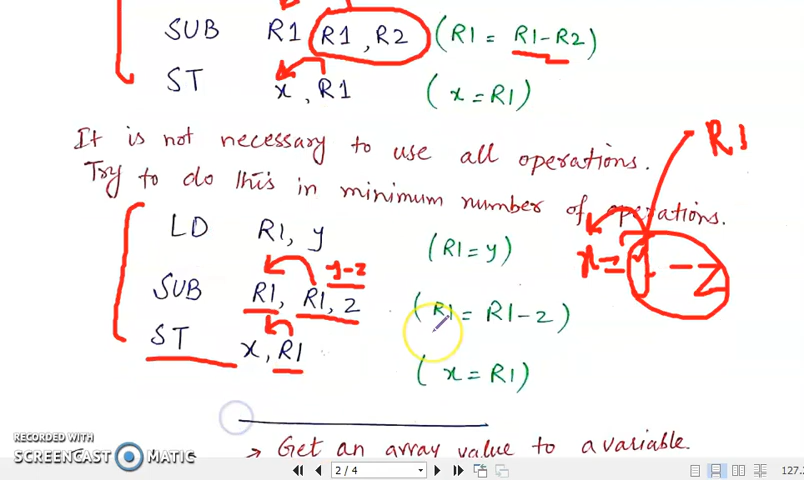 SUB R1 R1, R2 (R1 = R1-R2)
ST x, R1 (x = R1)
It is not necessary to use all operations.
Try to do this in minimum number of operations.
R1
LD R1, y (R1 = y)
x = y - z
y-z
SUB R1, R1, z (R1 = R1-z)
ST x, R1
(x = R1)
→ Get an array value to a variable.
RECORDED WITH
SCREENCAST MATIC
2 / 4
127.